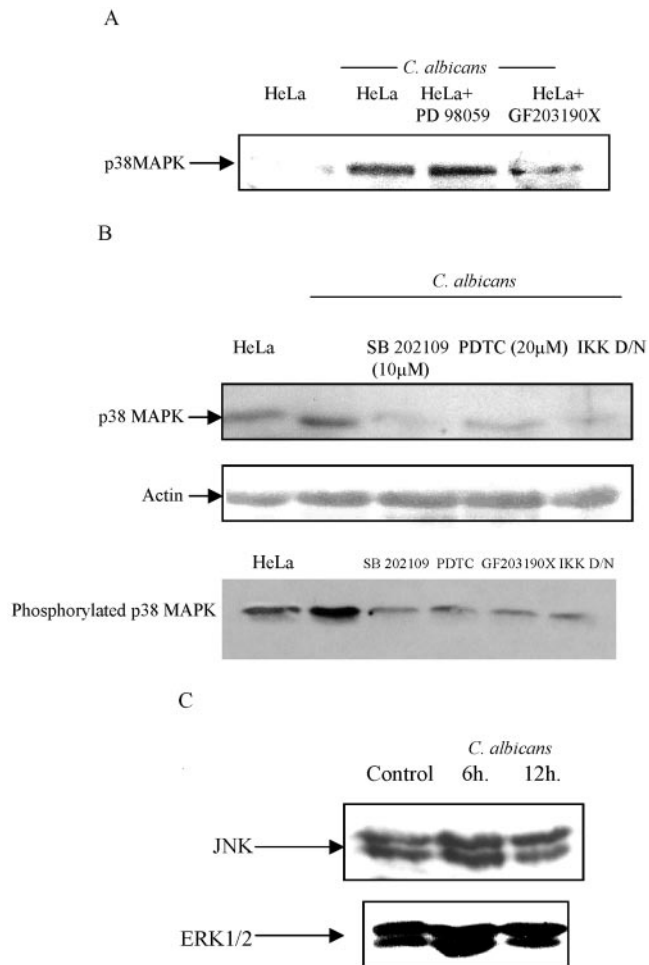 A
C. albicans
HeLa HeLa HeLa+ HeLa+
PD 98059 GF203190X
p38MAPK
B
C. albicans
HeLa SB 202109 PDTC (20μM) IKK D/N
(10μM)
p38 MAPK
Actin
HeLa SB 202109 PDTC GF203190X IKK D/N
Phosphorylated p38 MAPK
C
C. albicans
Control 6h. 12h.
JNK
ERK1/2